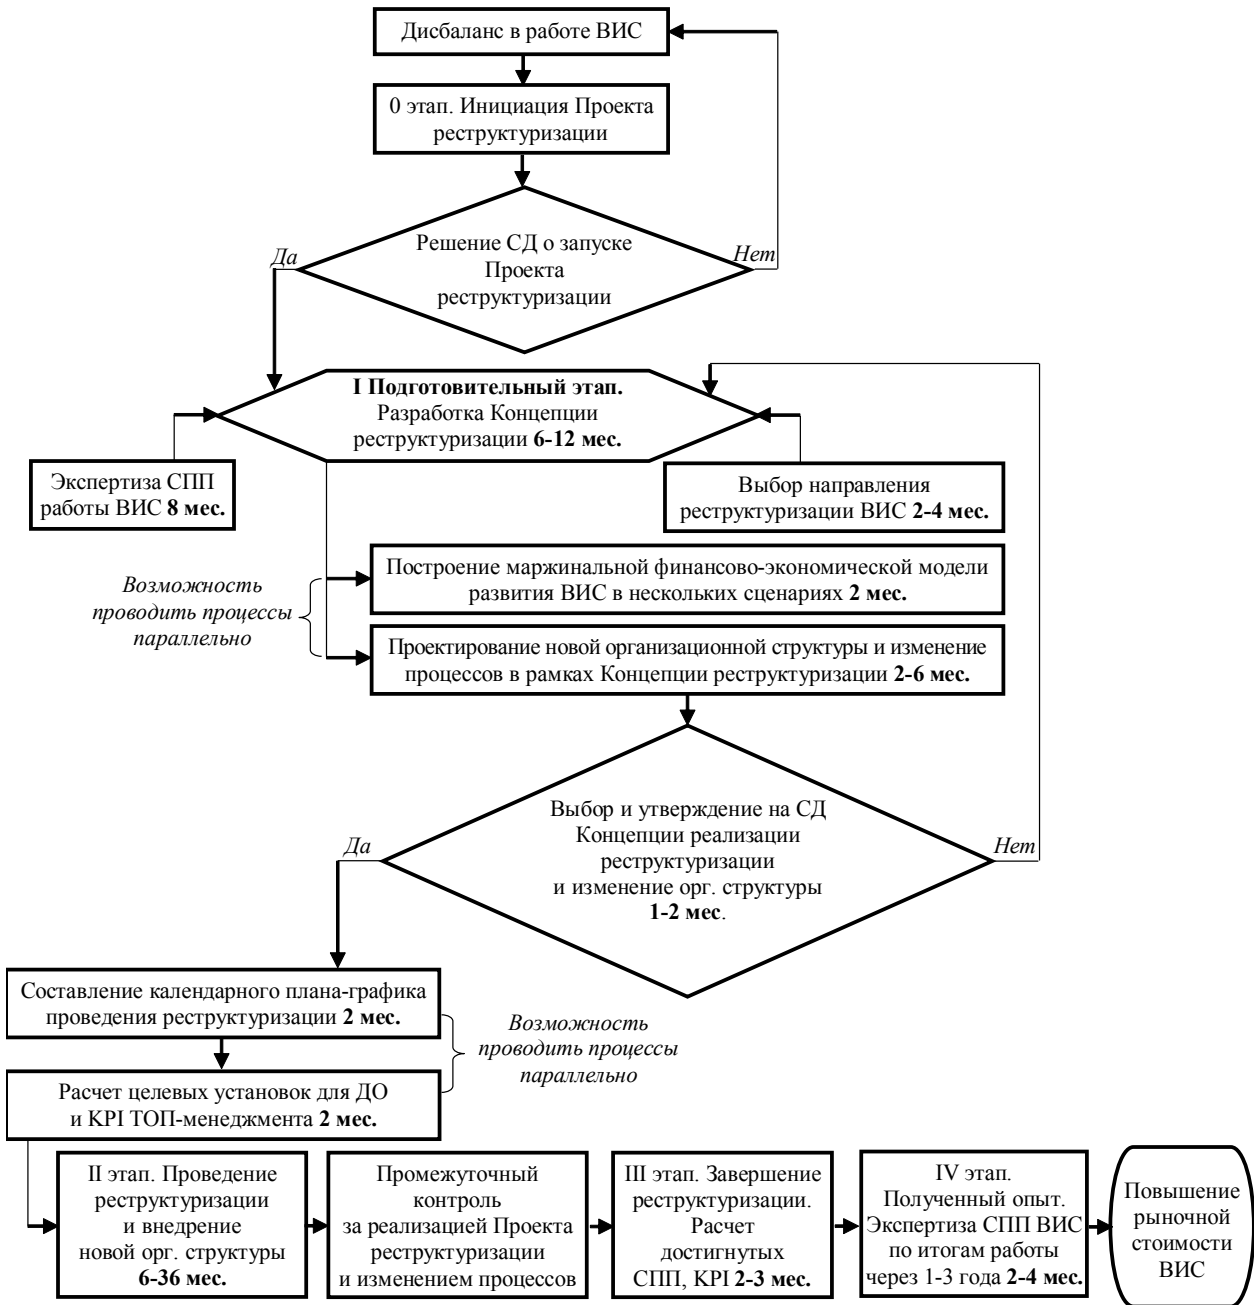 Дисбаланс в работе ВИС
0 этап. Инициация Проекта
реструктуризации
Решение СД о запуске
Проекта
реструктуризации
Да
Нет
I Подготовительный этап.
Разработка Концепции
реструктуризации 6-12 мес.
Экспертиза СПП
работы ВИС 8 мес.
Выбор направления
реструктуризации ВИС 2-4 мес.
Возможность
проводить процессы
параллельно
Построение маржинальной финансово-экономической модели
развития ВИС в нескольких сценариях 2 мес.
Проектирование новой организационной структуры и изменение
процессов в рамках Концепции реструктуризации 2-6 мес.
Выбор и утверждение на СД
Концепции реализации
реструктуризации
и изменение орг. структуры
1-2 мес.
Да
Нет
Составление календарного плана-графика
проведения реструктуризации 2 мес.
Возможность
проводить процессы
параллельно
Расчет целевых установок для ДО
и KPI ТОП-менеджмента 2 мес.
II этап. Проведение
реструктуризации
и внедрение
новой орг. структуры
6-36 мес.
Промежуточный
контроль
за реализацией Проекта
реструктуризации
и изменением процессов
III этап. Завершение
реструктуризации.
Расчет
достигнутых
СПП, KPI 2-3 мес.
IV этап.
Полученный опыт.
Экспертиза СПП ВИС
по итогам работы
через 1-3 года 2-4 мес.
Повышение
рыночной
стоимости
ВИС